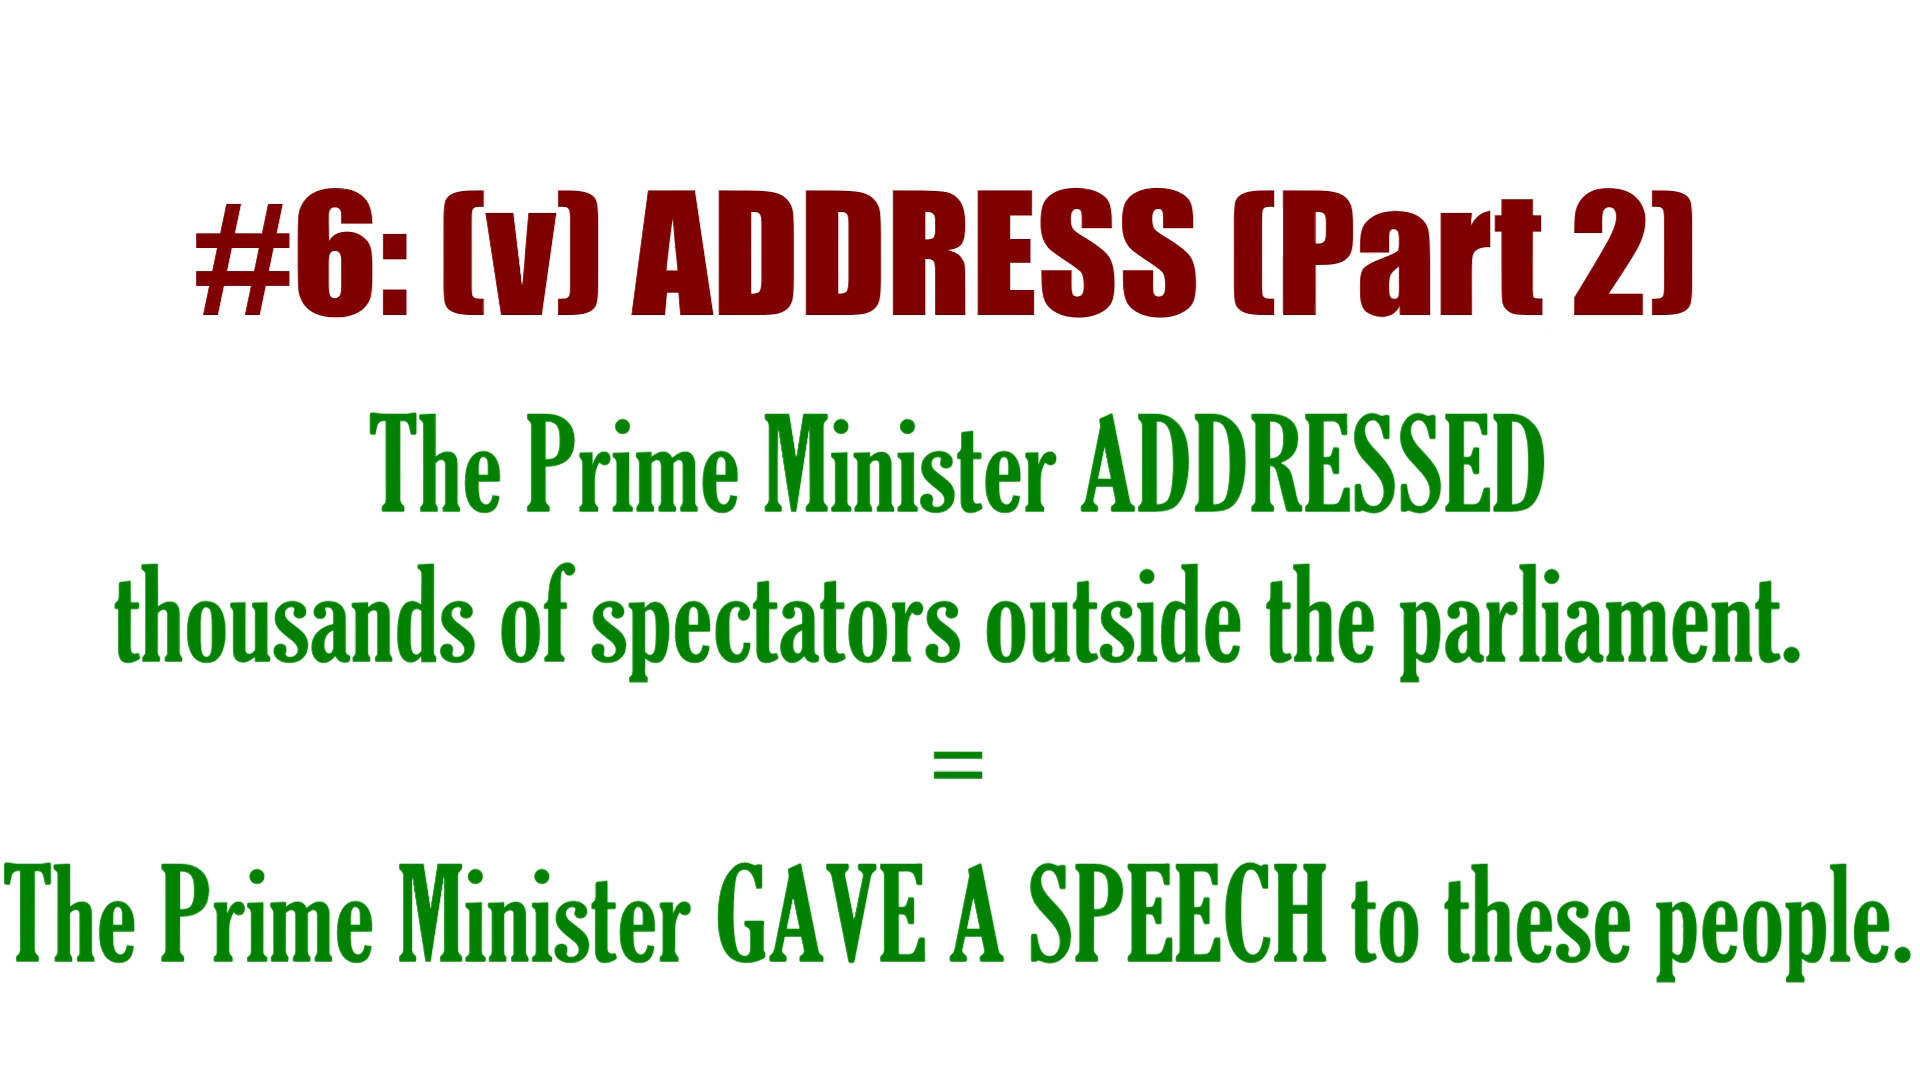 #6: (v) ADDRESS (Part 2)
The Prime Minister ADDRESSED
thousands of spectators outside the parliament.
=
The Prime Minister GAVE A SPEECH to these people.